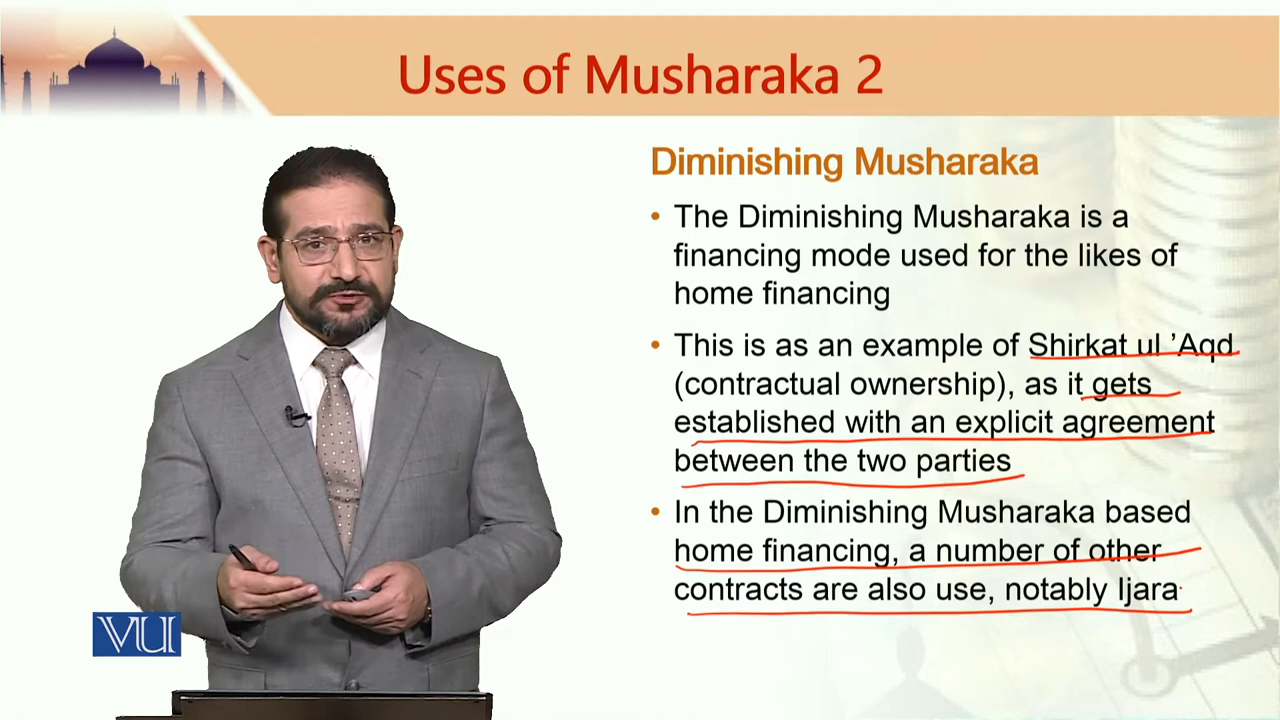 Uses of Musharaka 2
Diminishing Musharaka
• The Diminishing Musharaka is a
financing mode used for the likes of
home financing
• This is as an example of Shirkat ul ’Aqd
(contractual ownership), as it gets
established with an explicit agreement
between the two parties
• In the Diminishing Musharaka based
home financing, a number of other
contracts are also use, notably Ijara
VU